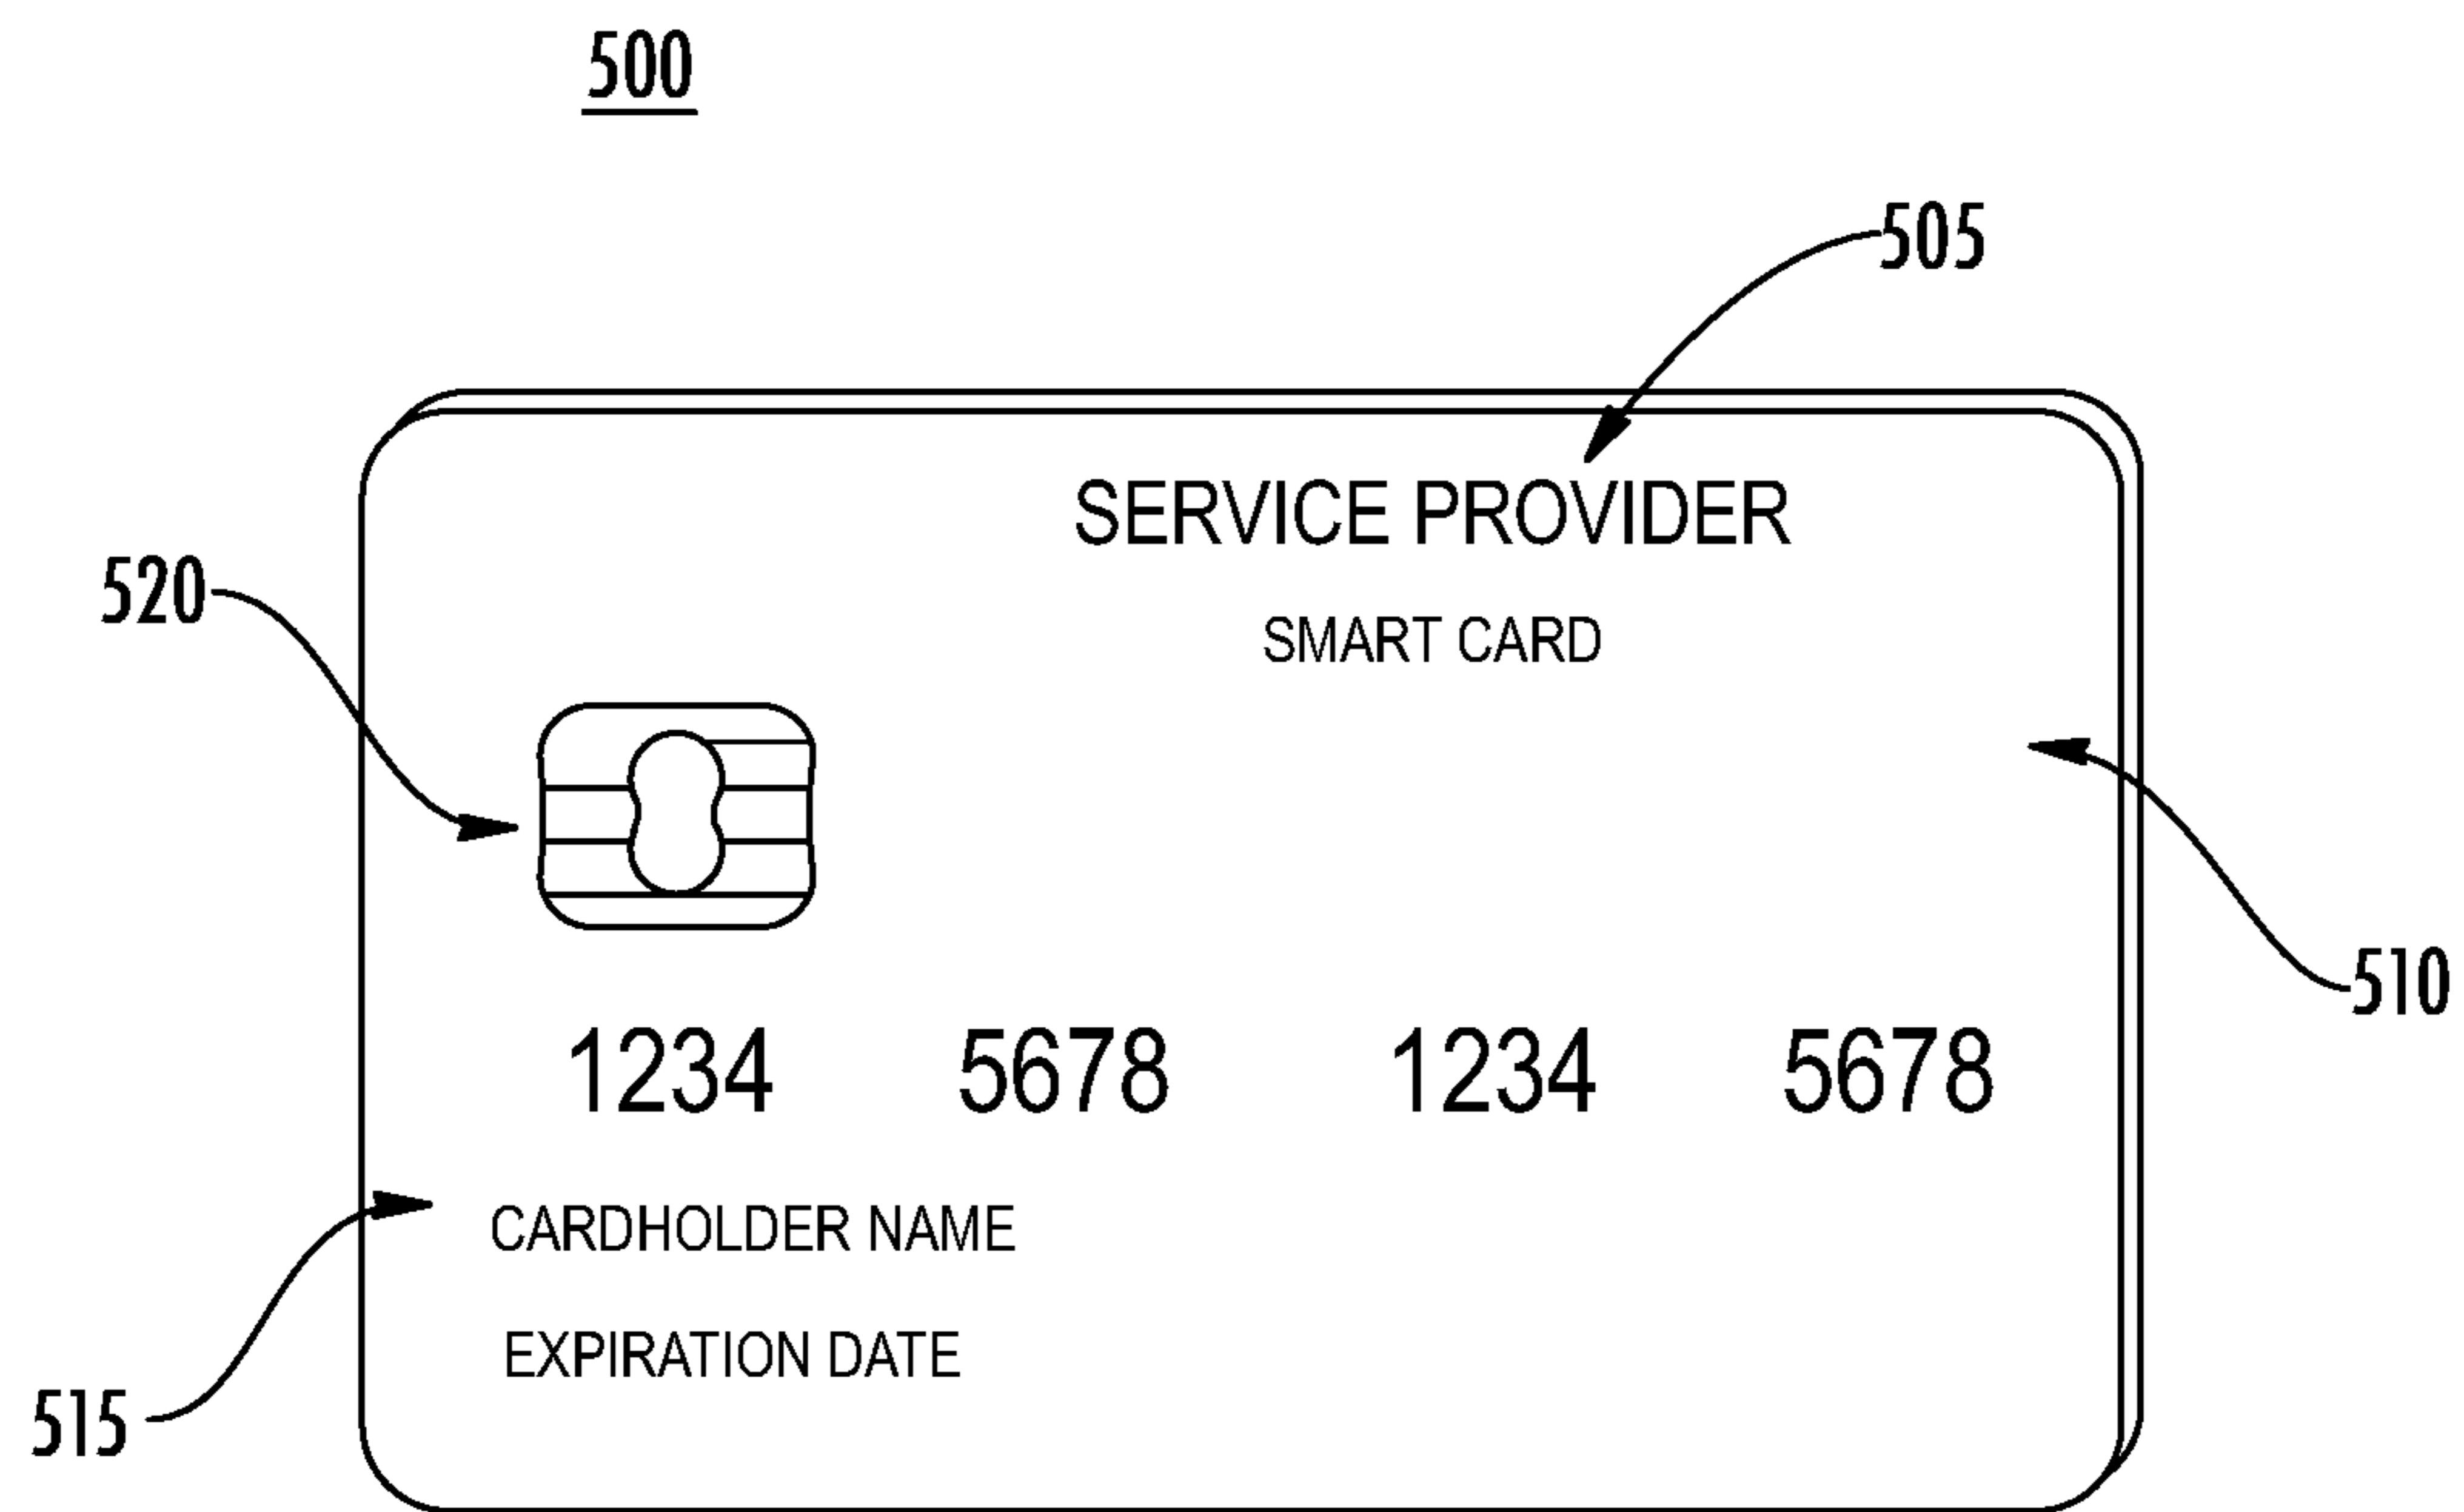 500
505
SERVICE PROVIDER
520
SMART CARD
510
1234 5678 1234 5678
CARDHOLDER NAME
EXPIRATION DATE
515